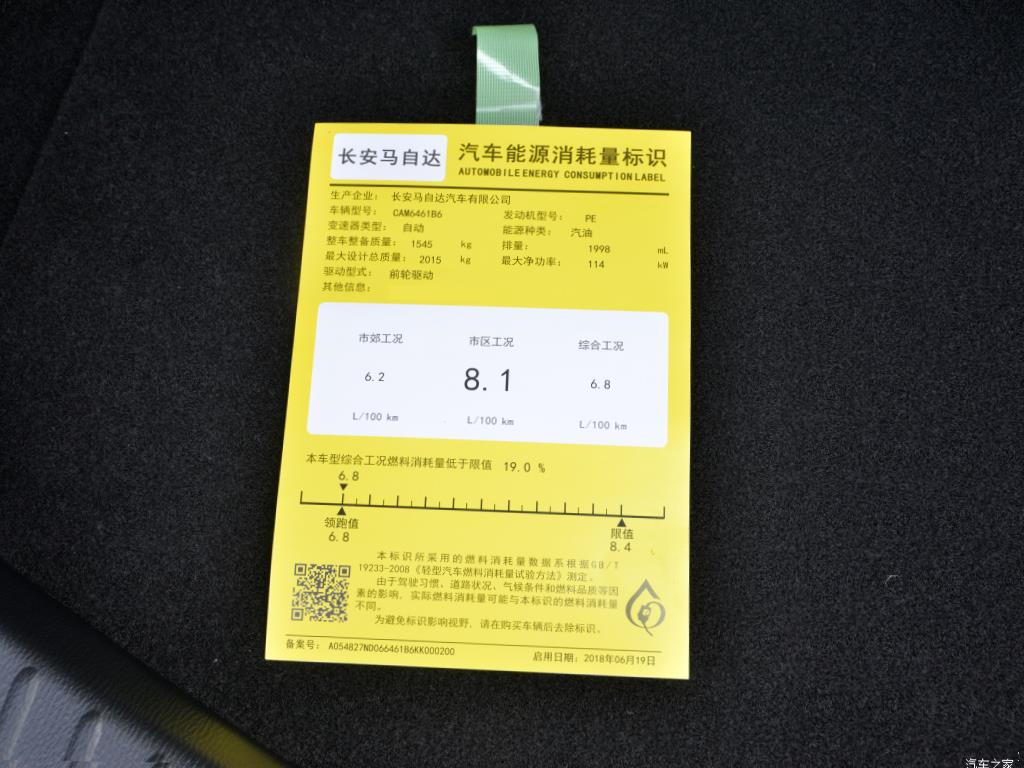 长安马自达 汽车能源消耗量标识
AUTOMOBILE ENERGY CONSUMPTION LABEL
生产企业： 长安马自达汽车有限公司
车辆型号： CAM6461B6 发动机型号： PE
变速器类型： 自动 能源种类： 汽油
整车整备质量： 1545 kg 排量： 1998 mL
最大设计总质量： 2015 kg 最大净功率： 114 kW
驱动型式： 前轮驱动
其他信息：
市郊工况 市区工况 综合工况
6.2 8.1 6.8
L/100 km L/100 km L/100 km
本车型综合工况燃料消耗量低于限值 19.0 %
6.8
领跑值 限值
6.8 8.4
本标识所采用的燃料消耗量数据系根据GB/T
19233-2008《轻型汽车燃料消耗量试验方法》测定。
由于驾驶习惯、道路状况、气候条件和燃料品质等因
素的影响，实际燃料消耗量可能与本标识的燃料消耗量
不同。
为避免标识影响视野，请在购买车辆后去除标识。
备案号： A054827ND066461B6KK000200 启用日期：2018年06月19日
汽车之家